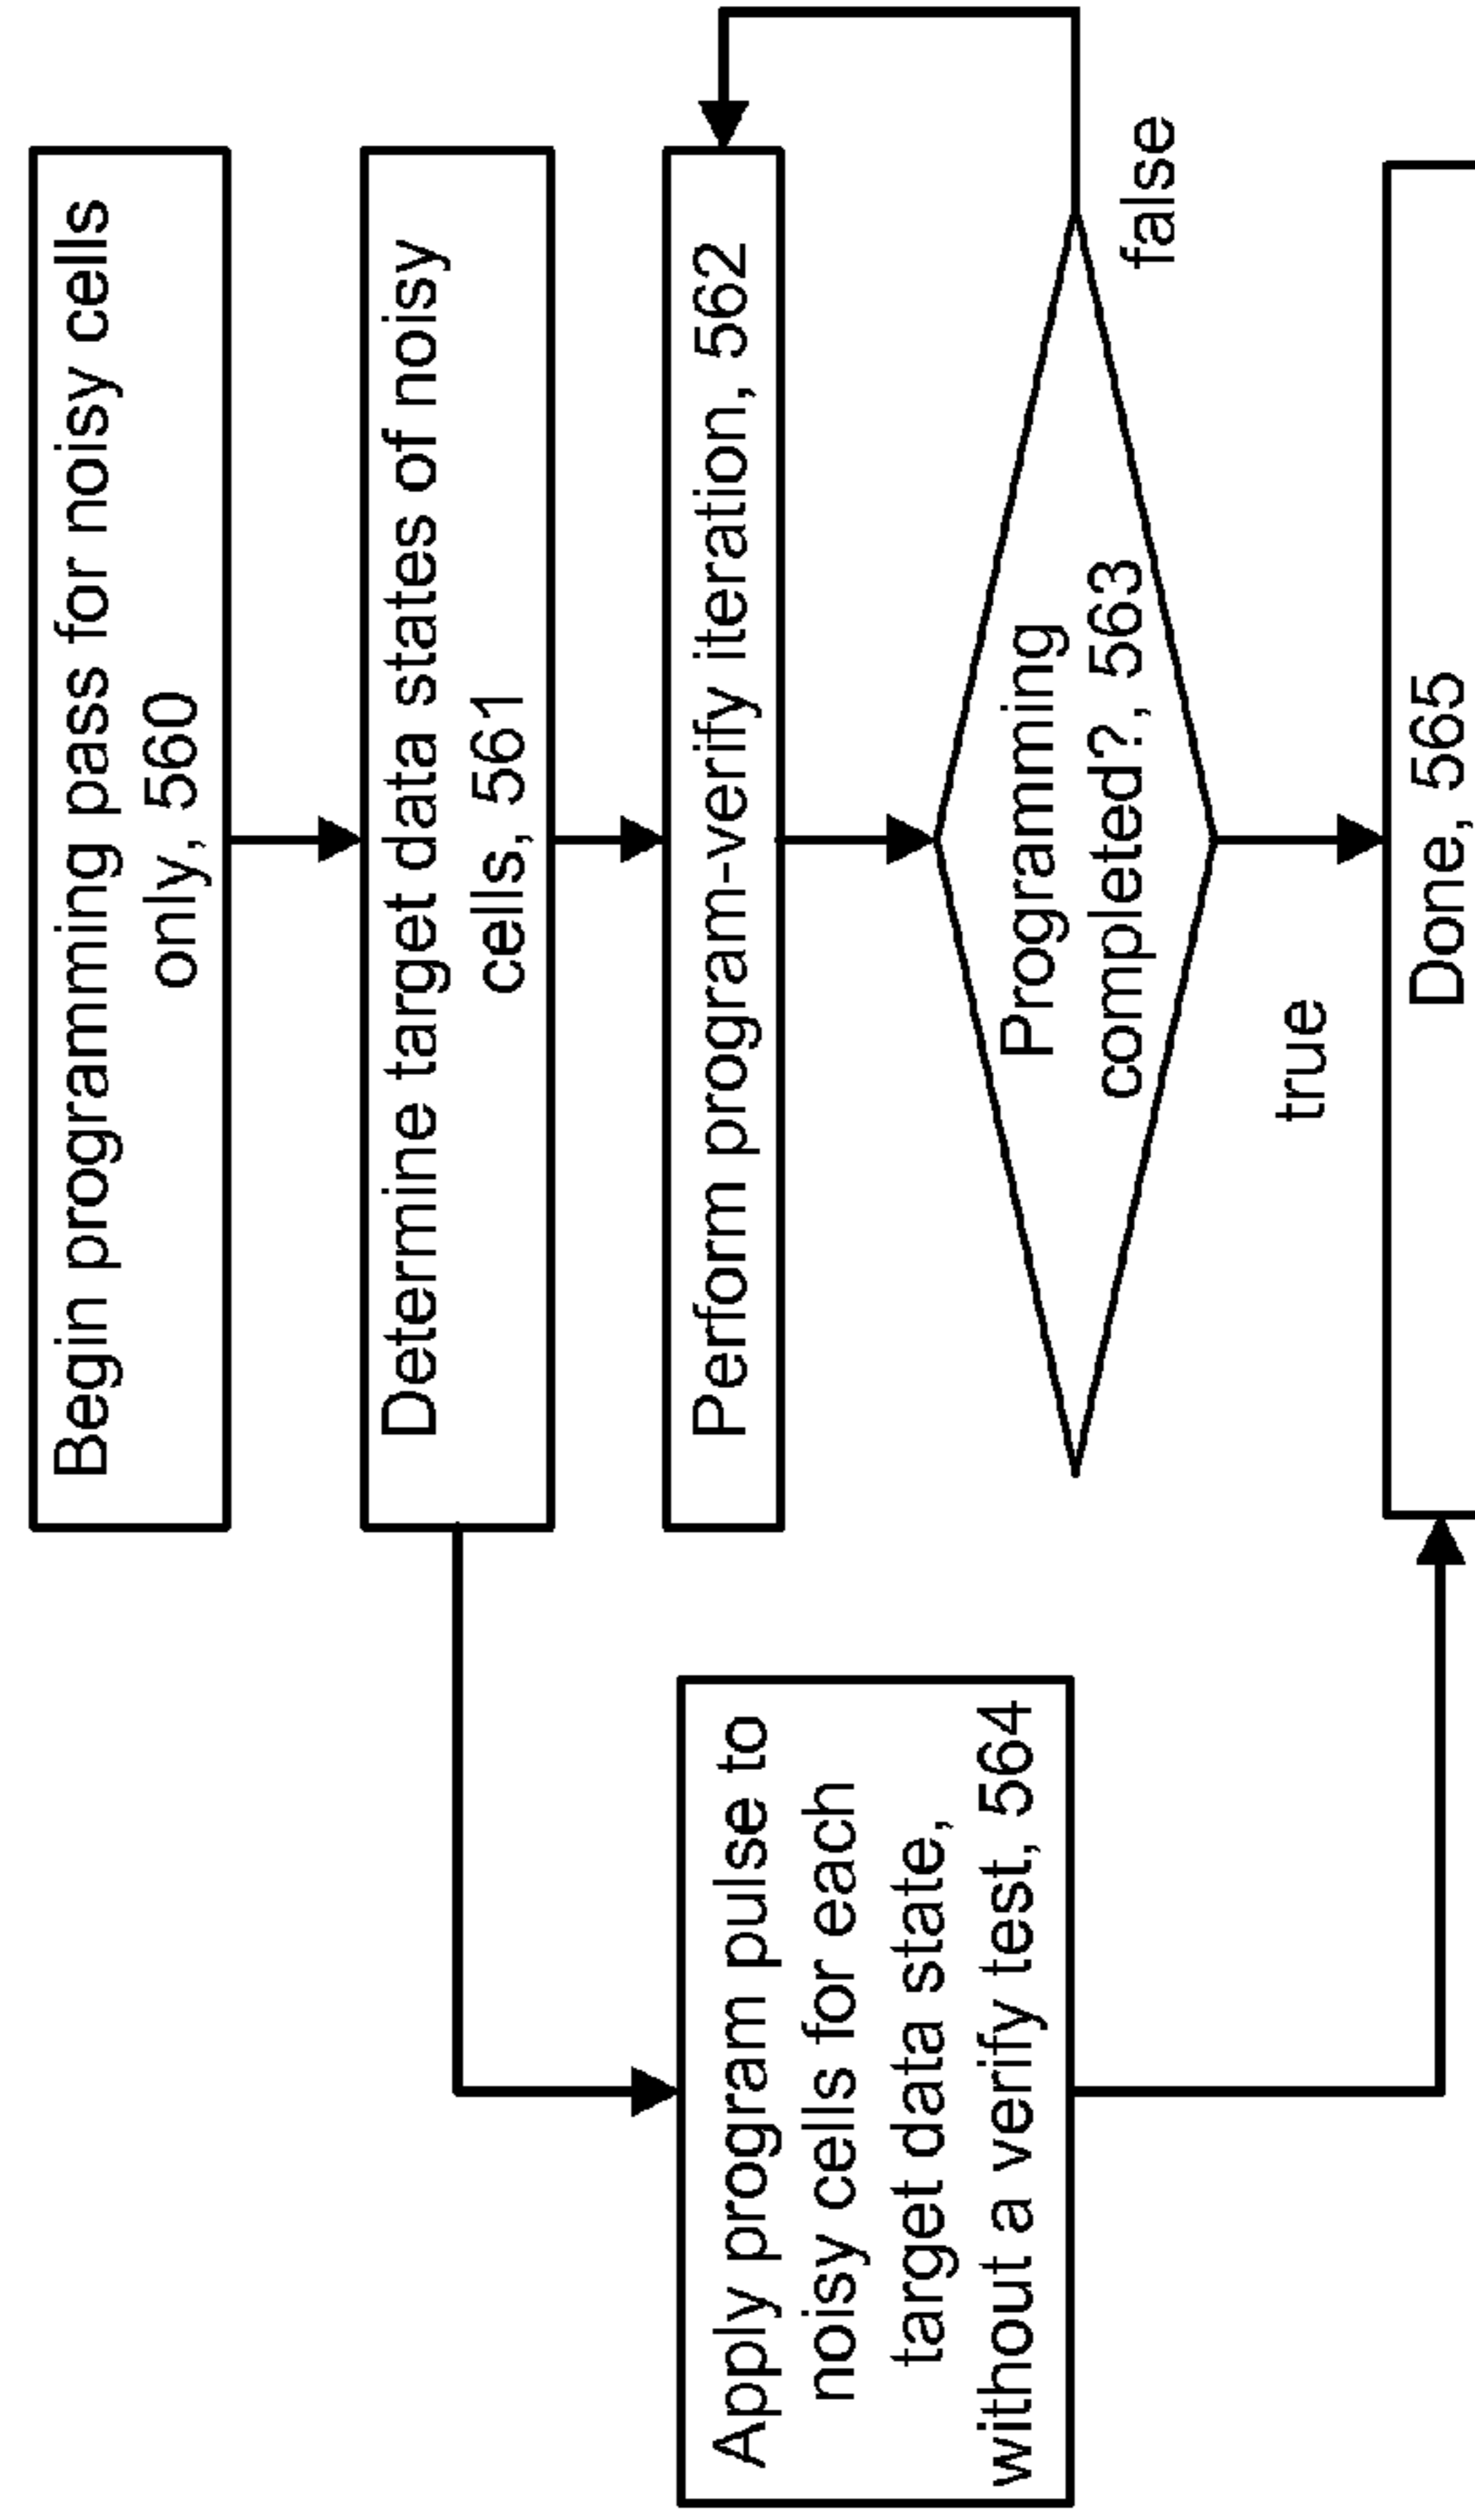 Begin programming pass for noisy cells
only, 560
Determine target data states of noisy
cells, 561
Perform program-verify iteration, 562
Programming
completed?, 563
false
true
Apply program pulse to
noisy cells for each
target data state,
without a verify test, 564
Done, 565